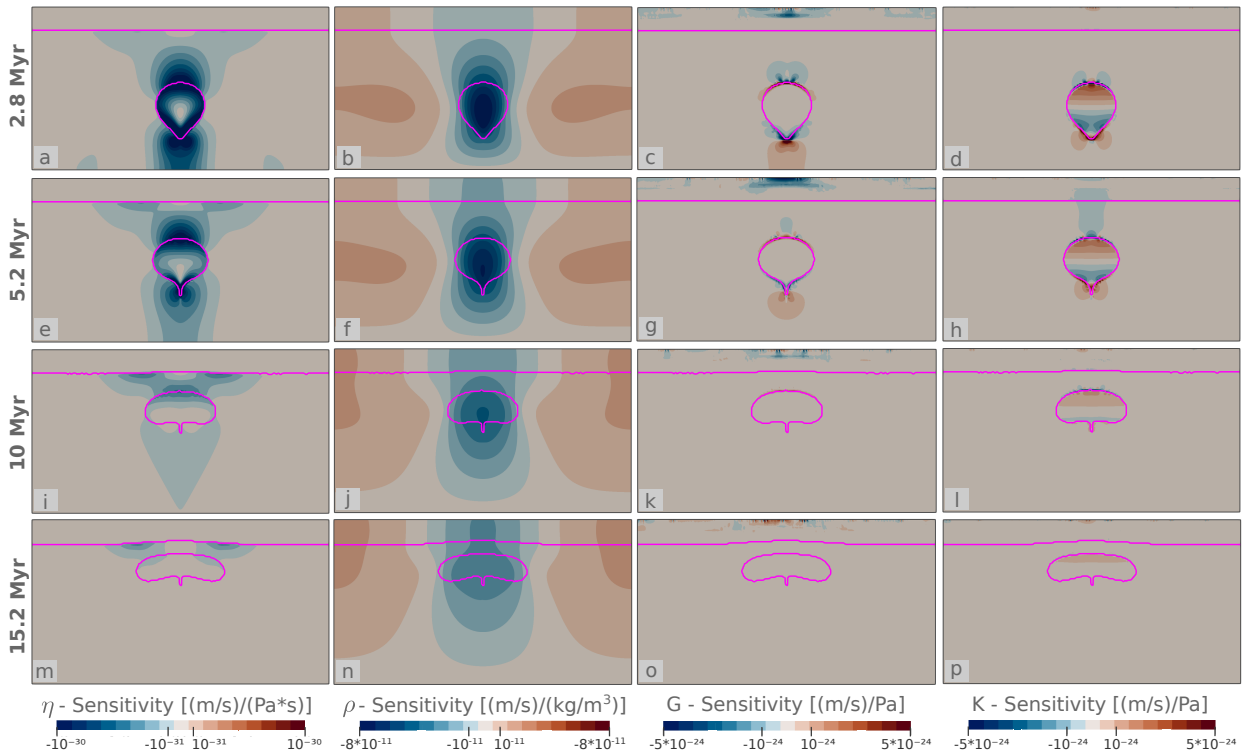 2.8 Myr
a
b
c
d
5.2 Myr
e
f
g
h
10 Myr
i
j
k
l
15.2 Myr
m
n
o
p
η - Sensitivity [(m/s)/(Pa*s)]
ρ - Sensitivity [(m/s)/(kg/m³)]
G - Sensitivity [(m/s)/Pa]
K - Sensitivity [(m/s)/Pa]
-10⁻³⁰ -10⁻³¹ 10⁻³¹ 10⁻³⁰
-8*10⁻¹¹ -10⁻¹¹ 10⁻¹¹ -8*10⁻¹¹
-5*10⁻²⁴ -10⁻²⁴ 10⁻²⁴ 5*10⁻²⁴
-5*10⁻²⁴ -10⁻²⁴ 10⁻²⁴ 5*10⁻²⁴